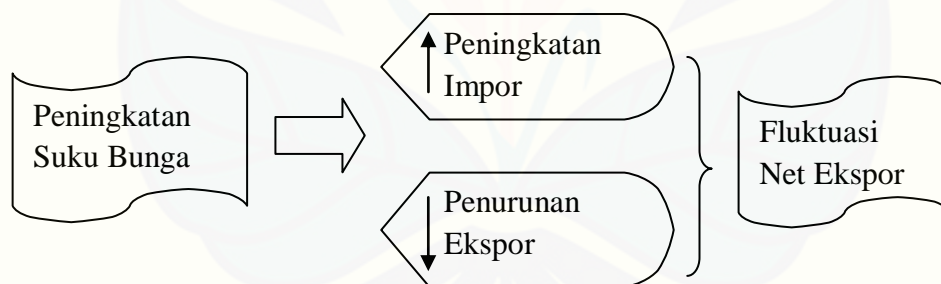 Peningkatan
Suku Bunga
Peningkatan
Impor
Penurunan
Ekspor
Fluktuasi
Net Ekspor